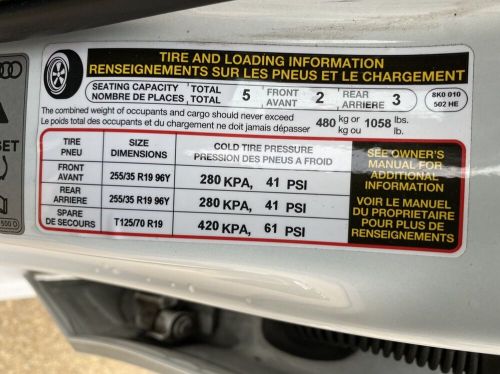 TIRE AND LOADING INFORMATION
RENSEIGNEMENTS SUR LES PNEUS ET LE CHARGEMENT
SEATING CAPACITY TOTAL 5 FRONT 2 REAR 3 8K0 010
NOMBRE DE PLACES TOTAL AVANT ARRIERE 502 HE
The combined weight of occupants and cargo should never exceed 480 kg or 1058 lbs.
Le poids total des occupants et du chargement ne doit jamais dépasser kg ou lb.
TIRE SIZE COLD TIRE PRESSURE
PNEU DIMENSIONS PRESSION DES PNEUS A FROID
FRONT
AVANT 255/35 R19 96Y 280 KPA, 41 PSI
REAR
ARRIERE 255/35 R19 96Y 280 KPA, 41 PSI
SPARE
DE SECOURS T125/70 R19 420 KPA, 61 PSI
SEE OWNER'S
MANUAL FOR
ADDITIONAL
INFORMATION
VOIR LE MANUEL
DU PROPRIETAIRE
POUR PLUS DE
RENSEIGNEMENTS
SET
500 G